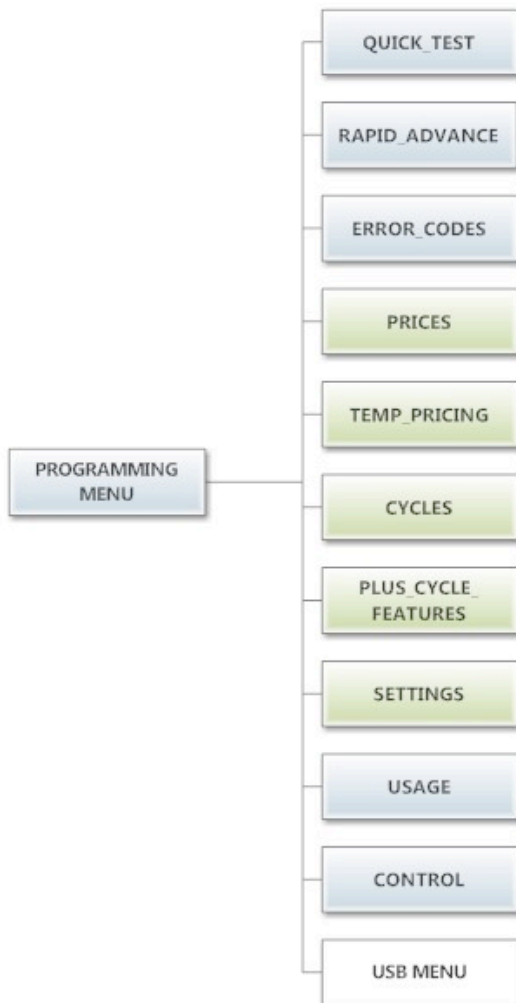 QUICK_TEST
RAPID_ADVANCE
ERROR_CODES
PRICES
TEMP_PRICING
PROGRAMMING
MENU
CYCLES
PLUS_CYCLE_
FEATURES
SETTINGS
USAGE
CONTROL
USB MENU